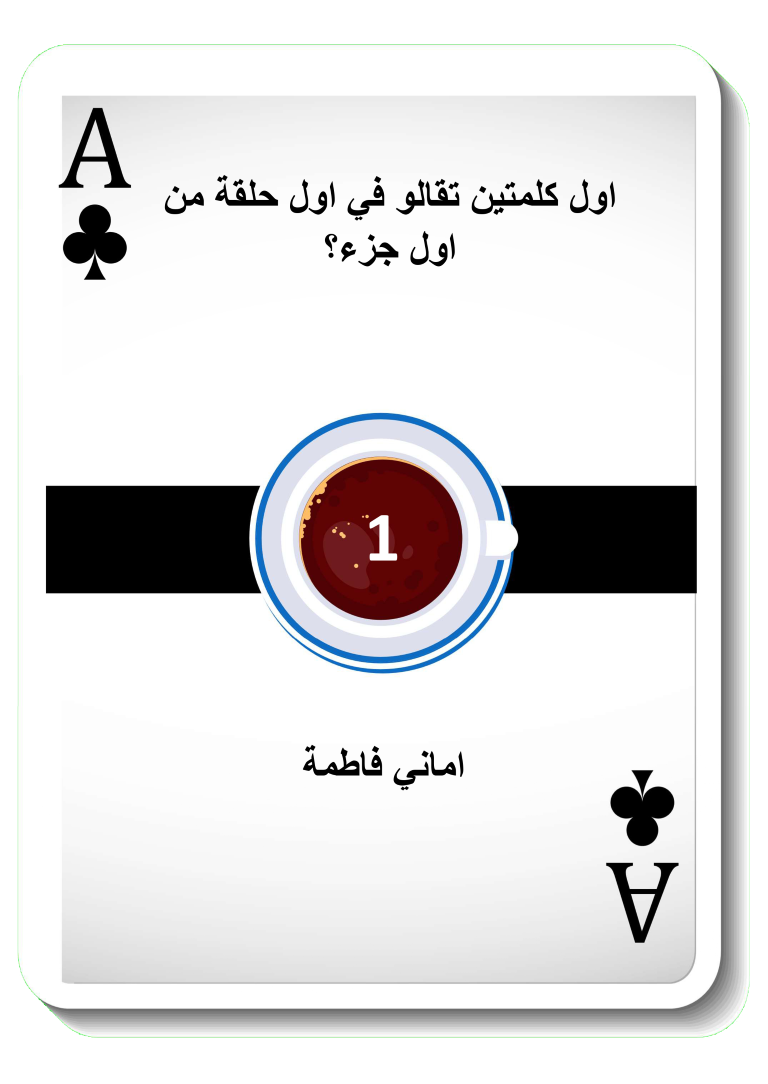 A
اول كلمتين تقالو في اول حلقة من
اول جزء؟
1
اماني فاطمة
A